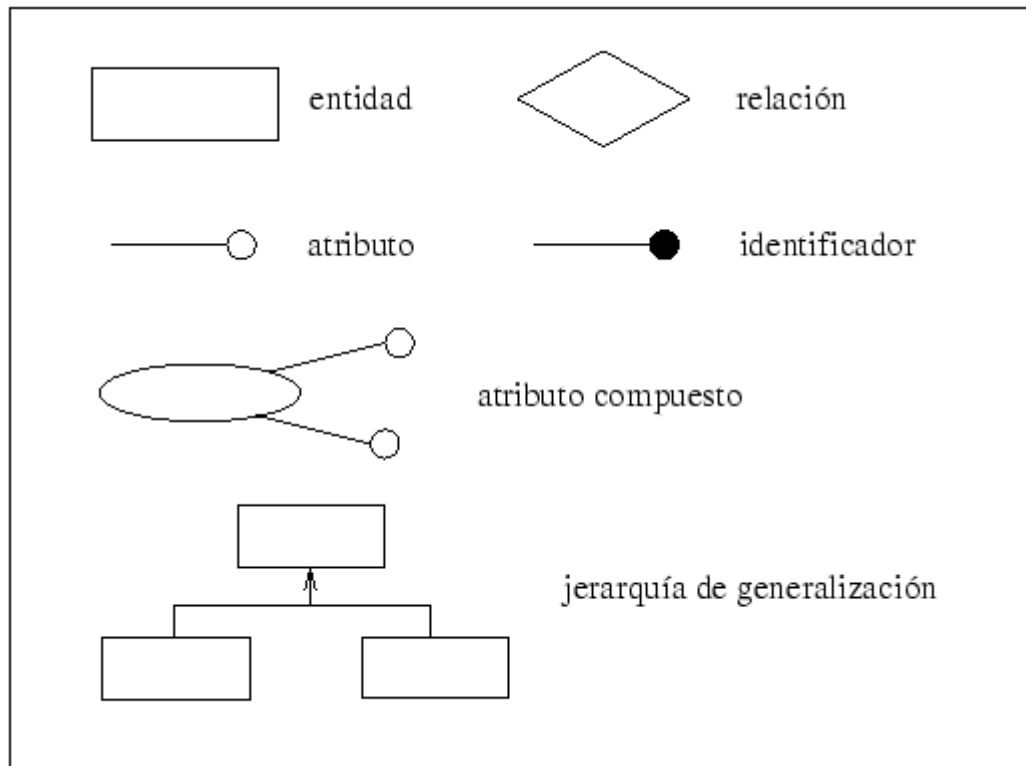 entidad
relación
atributo
identificador
atributo compuesto
jerarquía de generalización